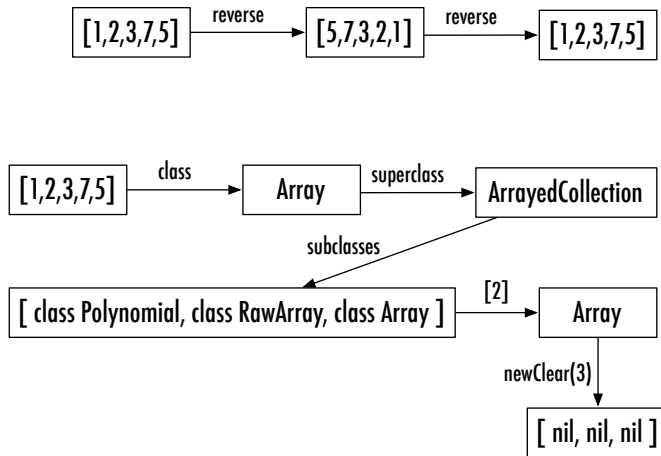 reverse
reverse
[1,2,3,7,5]
[5,7,3,2,1]
[1,2,3,7,5]
class
superclass
[1,2,3,7,5]
Array
ArrayedCollection
subclasses
[2]
[ class Polynomial, class RawArray, class Array ]
Array
newClear(3)
[ nil, nil, nil ]